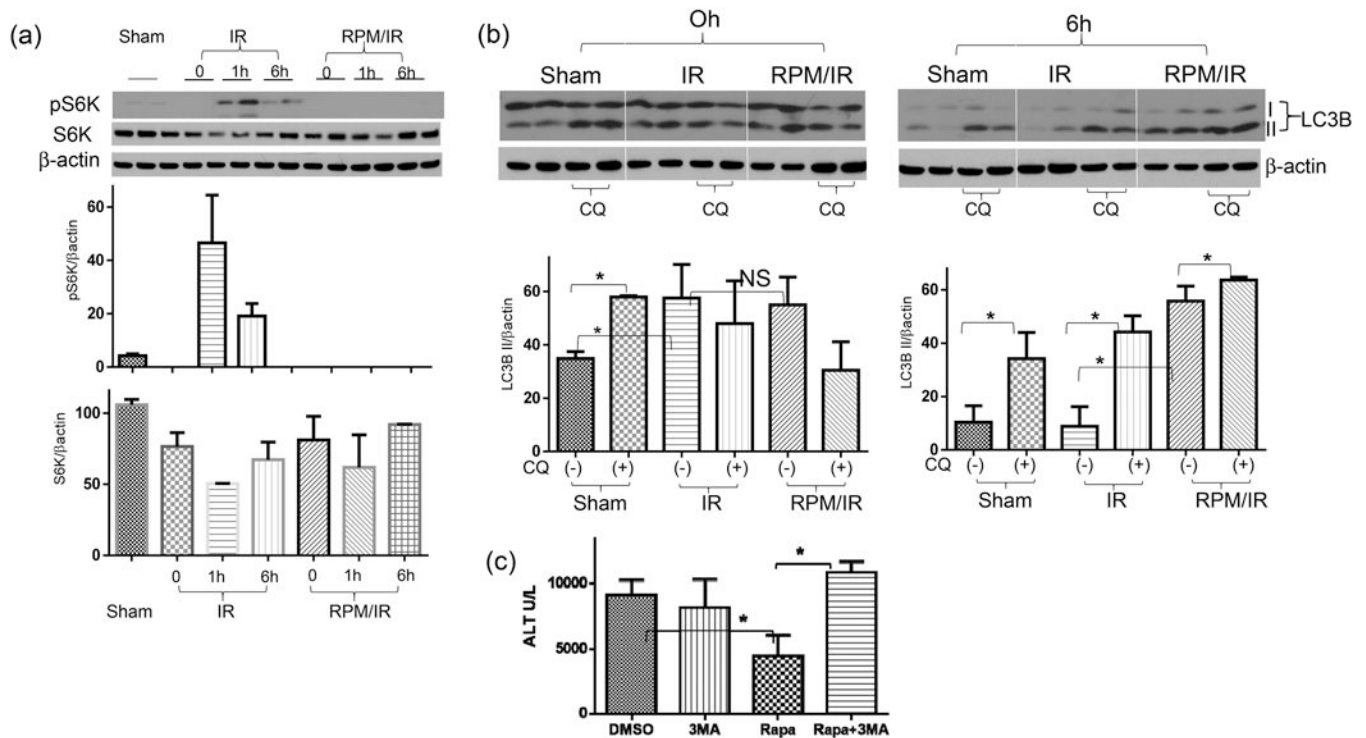 (a)
Sham IR RPM/IR
0 1h 6h 0 1h 6h
pS6K
S6K
β-actin
pS6K/βactin
60
40
20
0
S6K/βactin
100
50
0
0 1h 6h 0 1h 6h
Sham IR RPM/IR
(b)
Oh
Sham IR RPM/IR
CQ CQ CQ
6h
Sham IR RPM/IR
I
II
LC3B
β-actin
CQ CQ CQ
LC3B II/βactin
60
40
20
0
* * NS
CQ (-) (+) (-) (+) (-) (+)
Sham IR RPM/IR
LC3B II/βactin
60
40
20
0
* * * *
CQ (-) (+) (-) (+) (-) (+)
Sham IR RPM/IR
(c)
ALT U/L
10000
5000
0
* *
DMSO 3MA Rapa Rapa+3MA